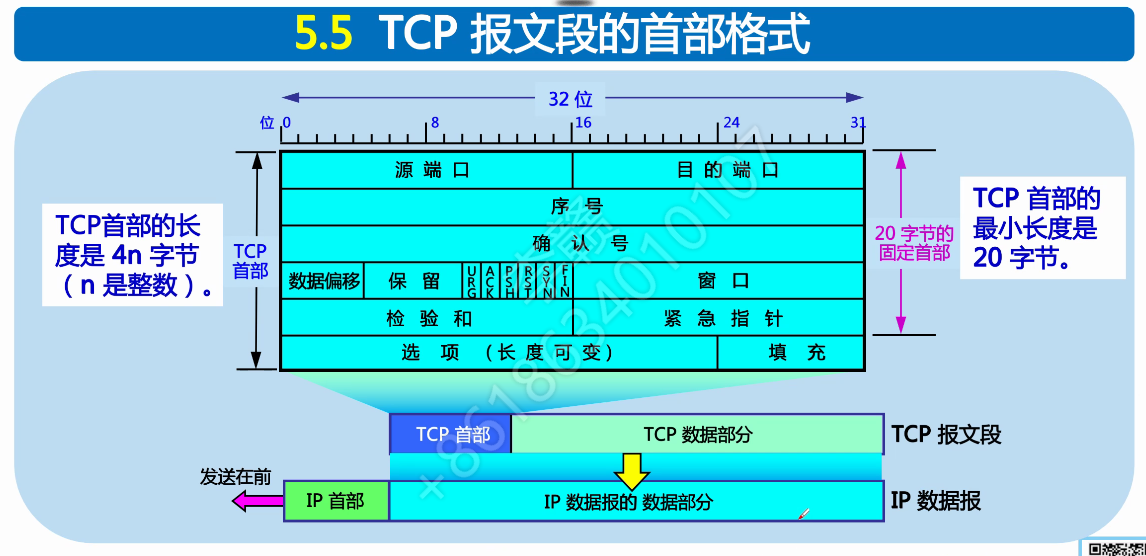 5.5 TCP 报文段的首部格式
32 位
位 0 8 16 24 31
源端口 目的端口
序号
确认号
数据偏移 保留 URG ACK PSH RST SYN FIN 窗口
检验和 紧急指针
选项 (长度可变) 填充
TCP首部的长
度是 4n 字节
(n 是整数)。
TCP
首部
20 字节的
固定首部
TCP 首部的
最小长度是
20 字节。
TCP 首部 TCP 数据部分 TCP 报文段
发送在前
IP 首部 IP 数据报的 数据部分 IP 数据报
+8618634010107